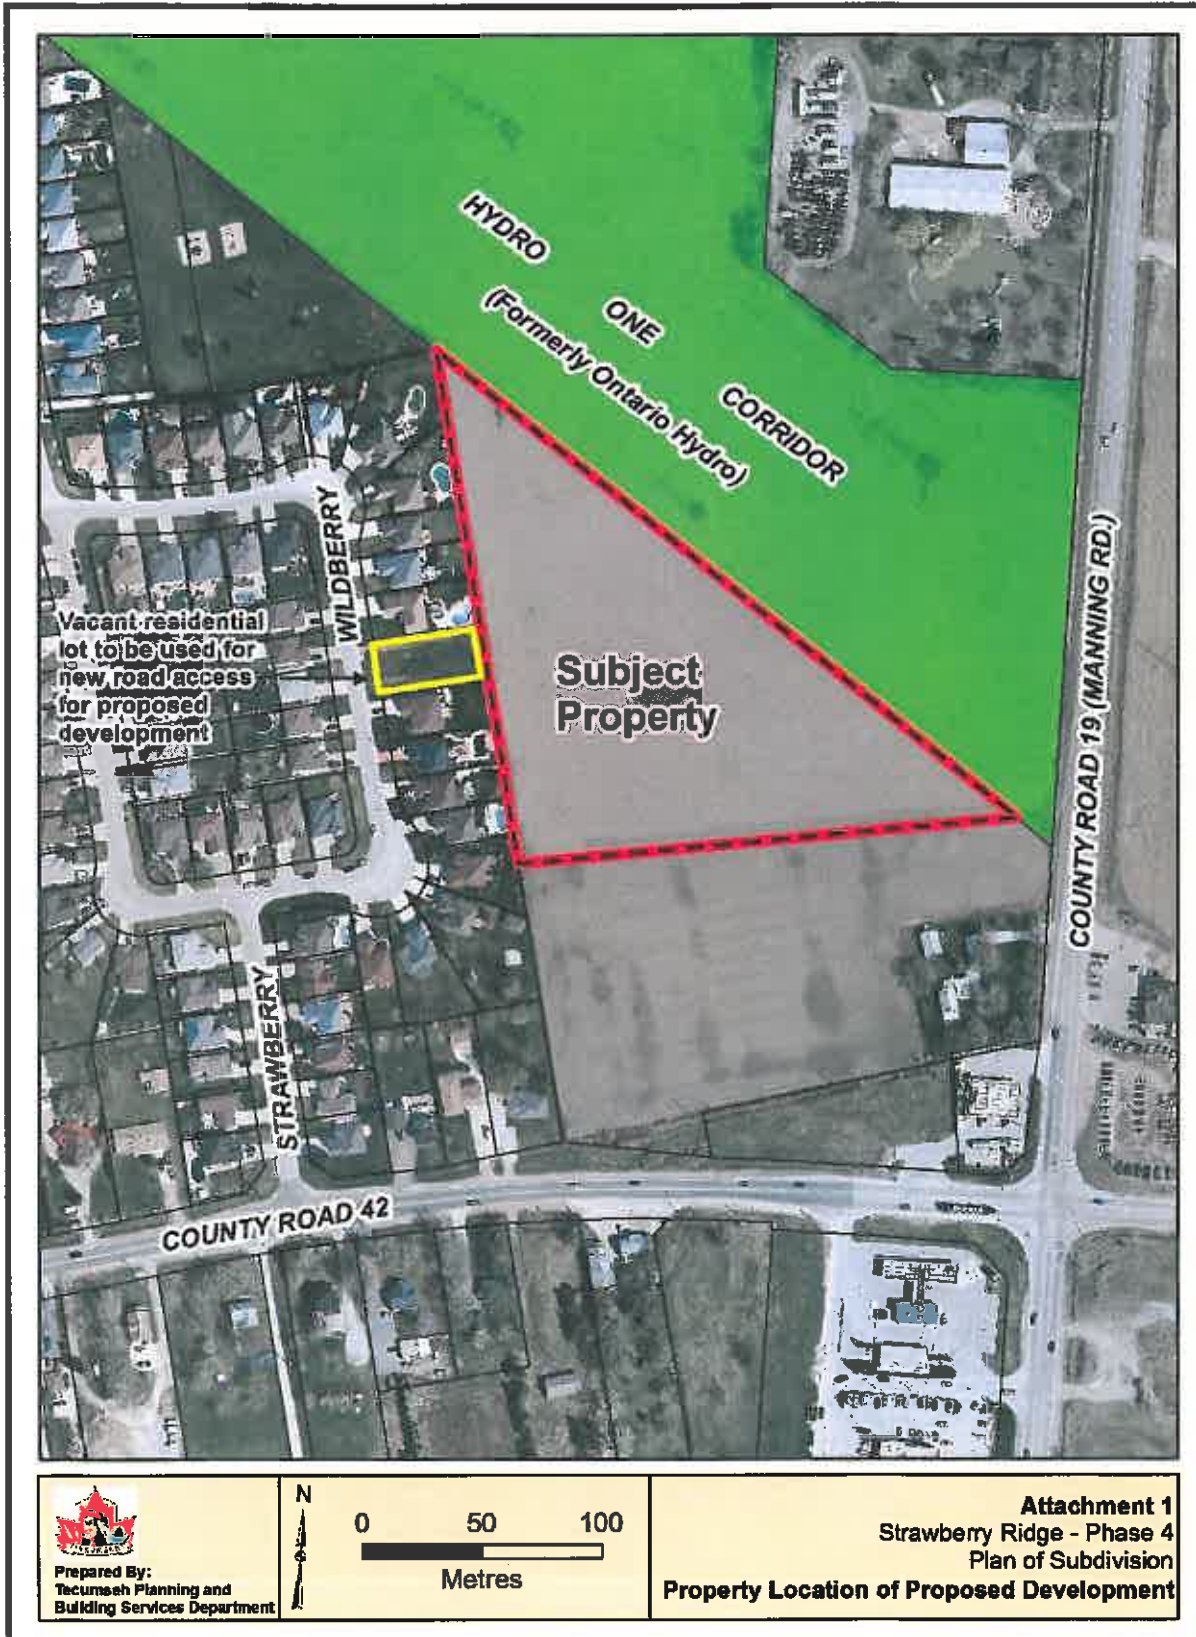 HYDRO
ONE
CORRIDOR
(Formerly Ontario Hydro)
WILDBERRY
Vacant residential
lot to be used for
new road access
for proposed
development
Subject
Property
COUNTY ROAD 19 (MANNING RD.)
STRAWBERRY
COUNTY ROAD 42
Prepared By:
Tecumseh Planning and
Building Services Department
N
0 50 100
Metres
Attachment 1
Strawberry Ridge - Phase 4
Plan of Subdivision
Property Location of Proposed Development